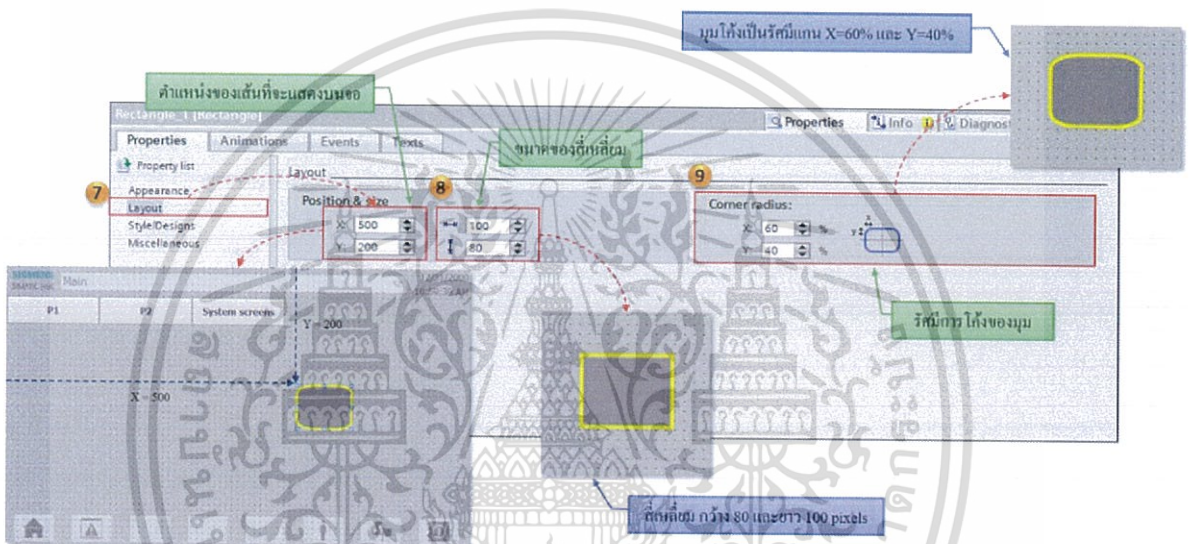 มุมโค้งเป็นรัศมีแกน X=60% และ Y=40%
ตำแหน่งของเส้นที่จะแสดงบนจอ
Rectangle_1 [Rectangle]
Properties
Info
Diagnost
Properties
Animations
Events
Texts
ขนาดของสี่เหลี่ยม
Property list
Appearance
Layout
Style/Designs
Miscellaneous
7
Layout
8
9
Position & size
X: 500
Y: 200
100
80
Corner radius:
X: 60 %
Y: 40 %
x
y
รัศมีการโค้งของมุม
SIEMENS
SIMATIC HMI
Main
P1
P2
System screens
Y = 200
X = 500
สี่เหลี่ยม กว้าง 80 และยาว 100 pixels